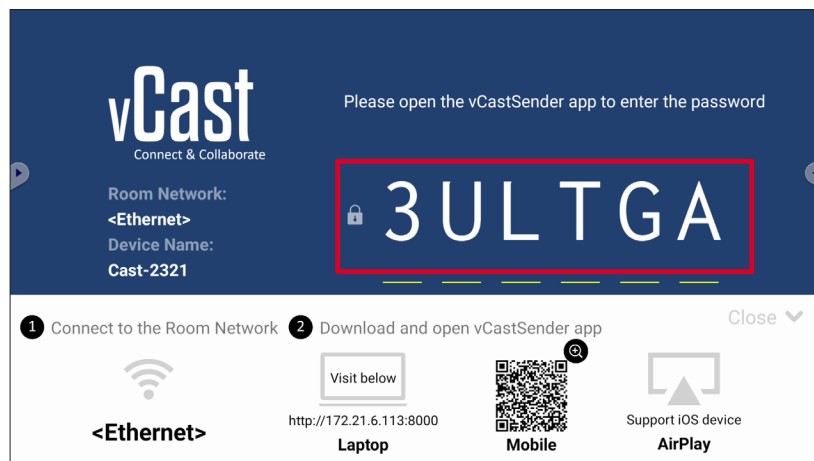 vCast
Connect & Collaborate
Please open the vCastSender app to enter the password
Room Network:
<Ethernet>
Device Name:
Cast-2321
3ULTGA
1 Connect to the Room Network
2 Download and open vCastSender app
Close
<Ethernet>
Visit below
http://172.21.6.113:8000
Laptop
Mobile
Support iOS device
AirPlay